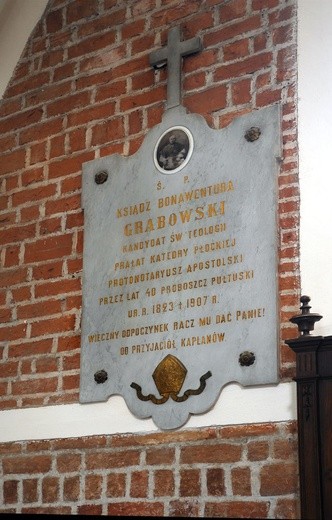 Ś. P.
KSIĄDZ BONAWENTURA
GRABOWSKI
KANDYDAT ŚW TEOLOGII
PRAŁAT KATEDRY PŁOCKIEJ
PROTONOTARYUSZ APOSTOLSKI
PRZEZ LAT 40 PROBOSZCZ PUŁTUSKI
UR. R. 1823 † 1907 R.
WIECZNY ODPOCZYNEK RACZ MU DAĆ PANIE!
OD PRZYJACIÓŁ KAPŁANÓW